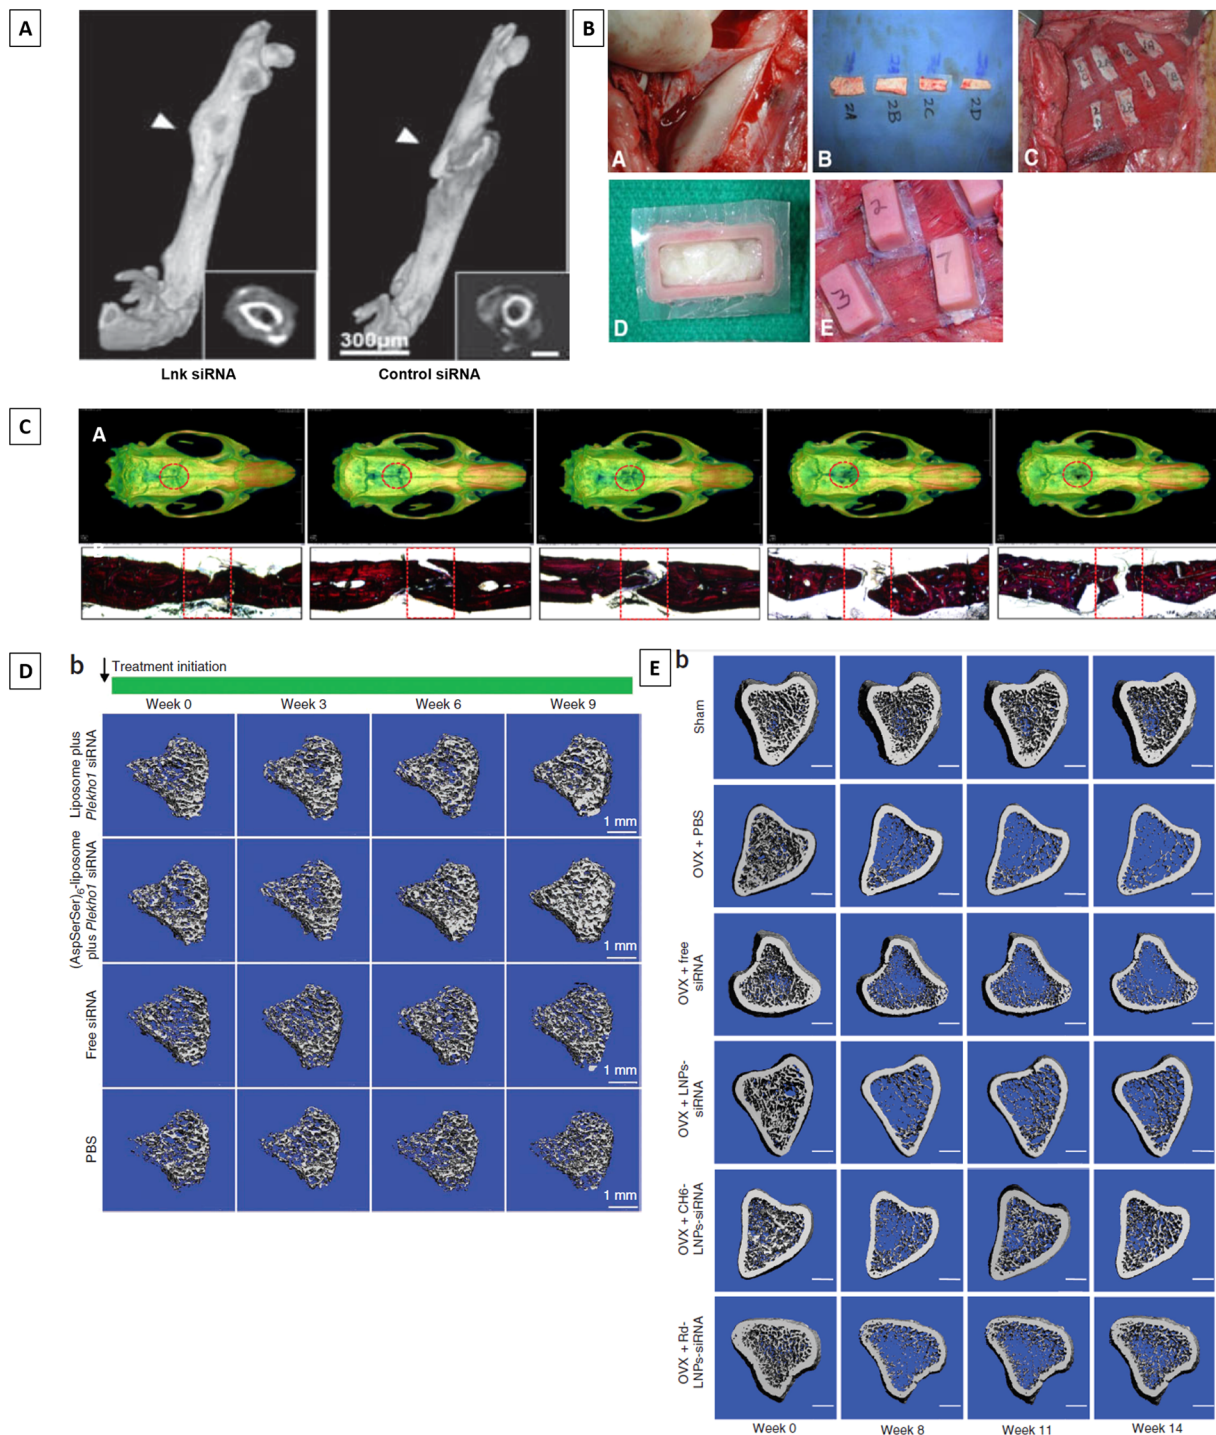 A
300μm
Lnk siRNA
Control siRNA
B
A
B
2A
2B
2C
2D
C
D
2
7
3
E
C
A
D
b
Treatment initiation
Week 0
Week 3
Week 6
Week 9
Liposome plus
Plekho1 siRNA
1 mm
(AspSerSer)6-liposome
plus Plekho1 siRNA
1 mm
Free siRNA
1 mm
PBS
1 mm
E
b
Sham
OVX + PBS
OVX + free
siRNA
OVX + LNPs-
siRNA
OVX + CH6-
LNPs-siRNA
OVX + Rd-
LNPs-siRNA
Week 0
Week 8
Week 11
Week 14